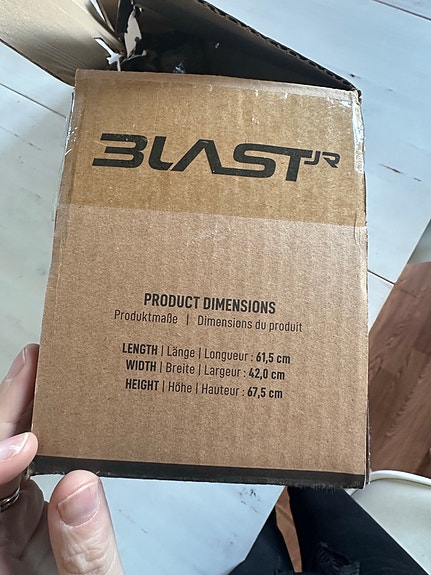 BLAST JR
PRODUCT DIMENSIONS
Produktmaße | Dimensions du produit
LENGTH | Länge | Longueur : 61,5 cm
WIDTH | Breite | Largeur : 42,0 cm
HEIGHT | Höhe | Hauteur : 67,5 cm